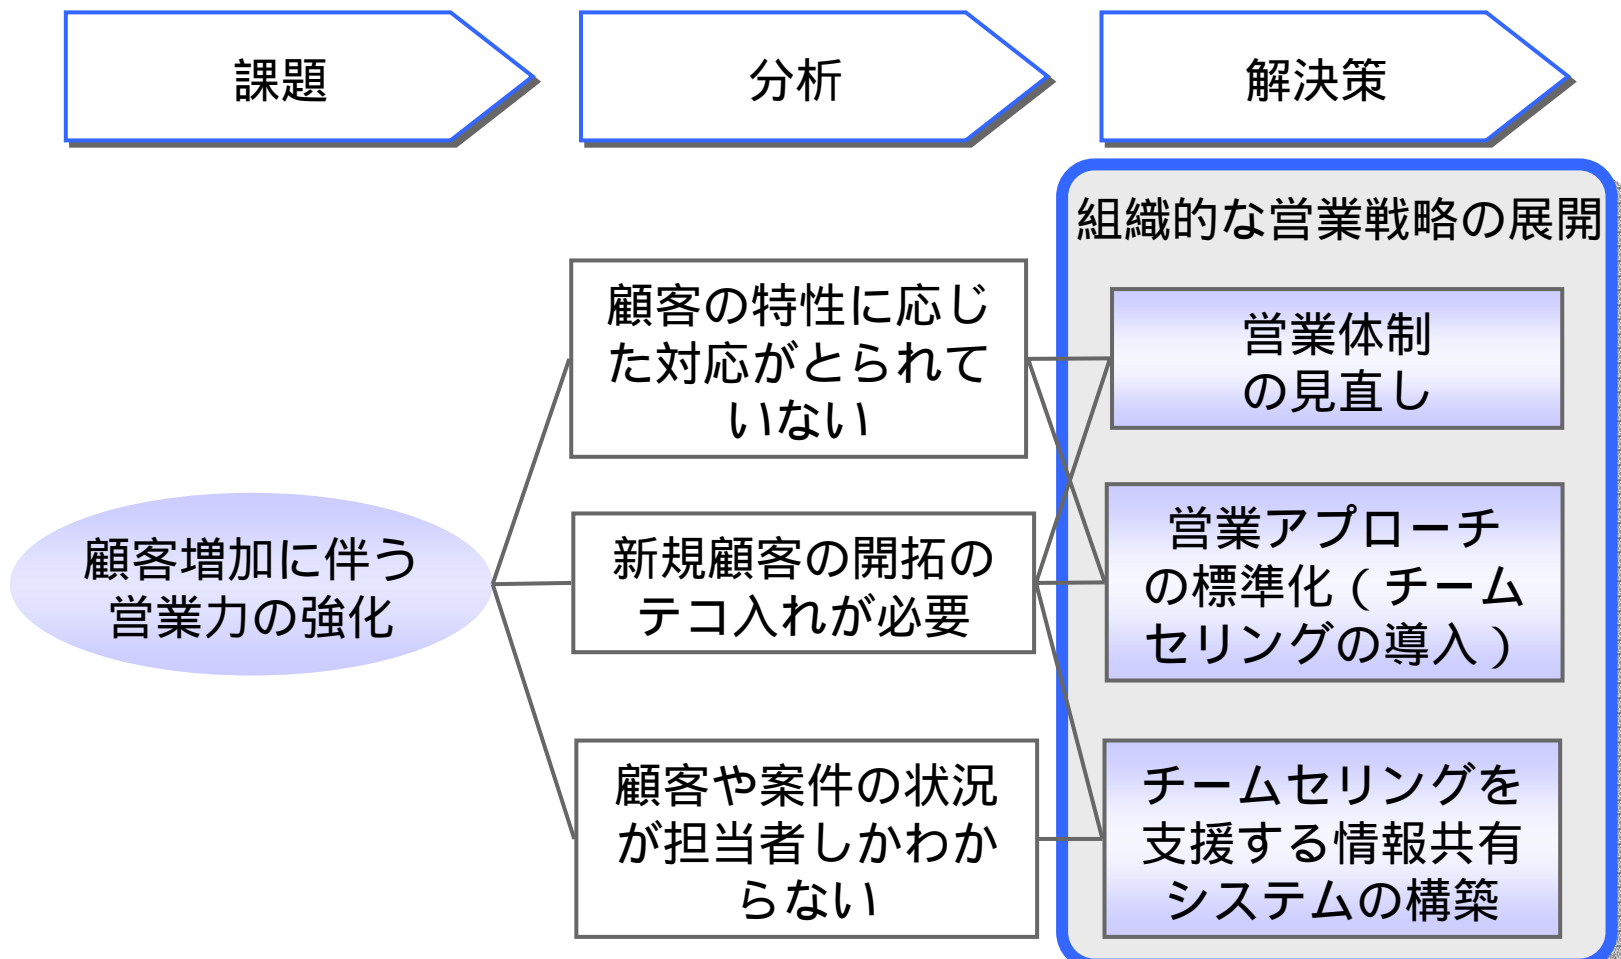 課題
分析
解決策
組織的な営業戦略の展開
顧客増加に伴う
営業力の強化
顧客の特性に応じ
た対応がとられて
いない
新規顧客の開拓の
テコ入れが必要
顧客や案件の状況
が担当者しかわか
らない
営業体制
の見直し
営業アプローチ
の標準化（チーム
セリングの導入）
チームセリングを
支援する情報共有
システムの構築